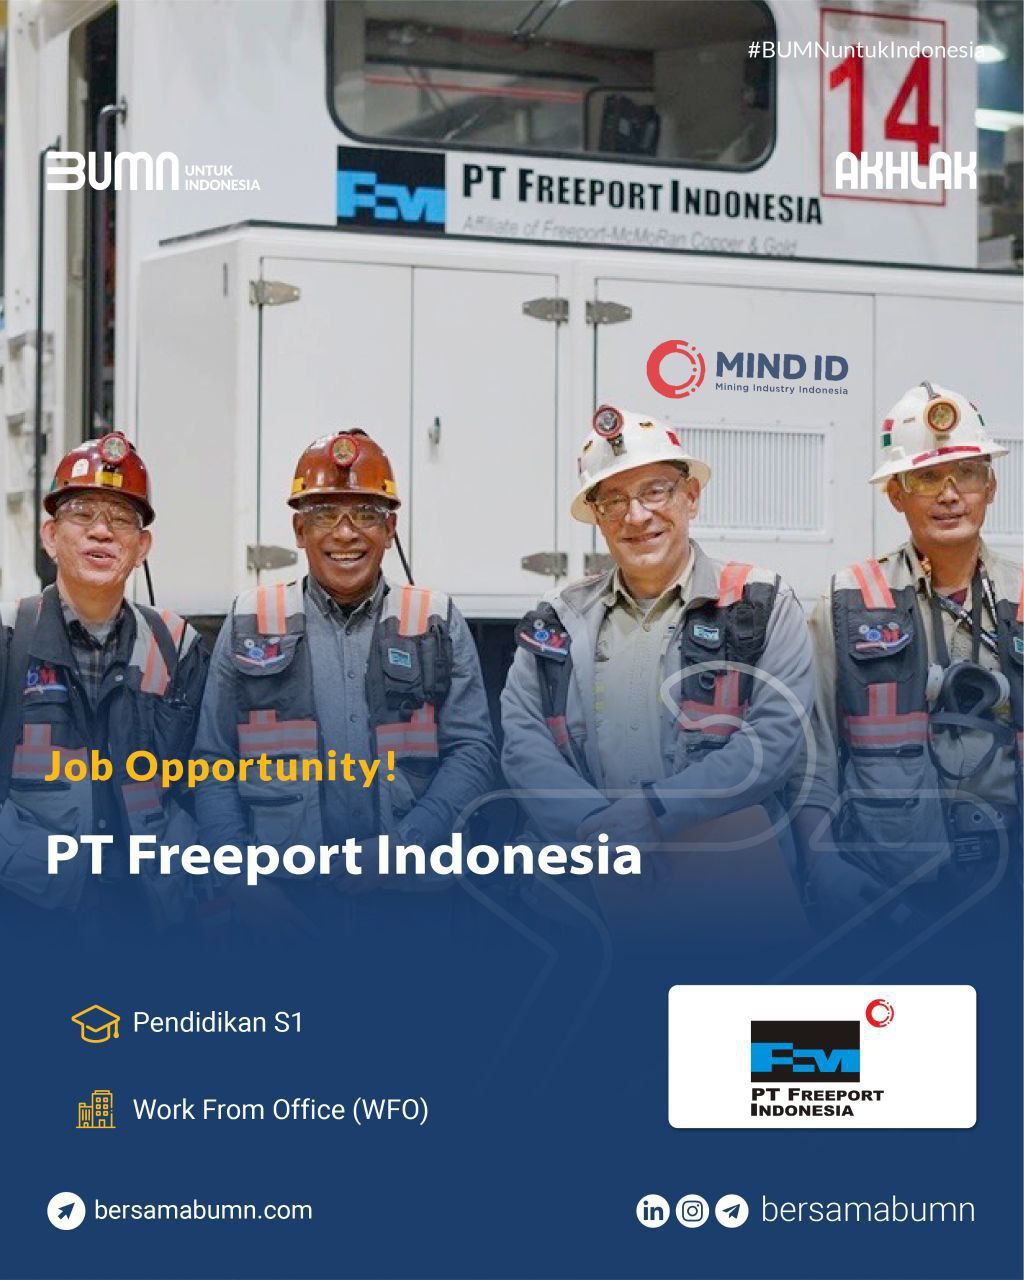 #BUMNuntukIndonesia
14
BUMN UNTUK INDONESIA
AKHLAK
PT FREEPORT INDONESIA
Affiliate of Freeport-McMoRan Copper & Gold
MIND ID
Mining Industry Indonesia
Job Opportunity!
PT Freeport Indonesia
Pendidikan S1
Work From Office (WFO)
FCM
PT FREEPORT
INDONESIA
bersamabumn.com
bersamabumn